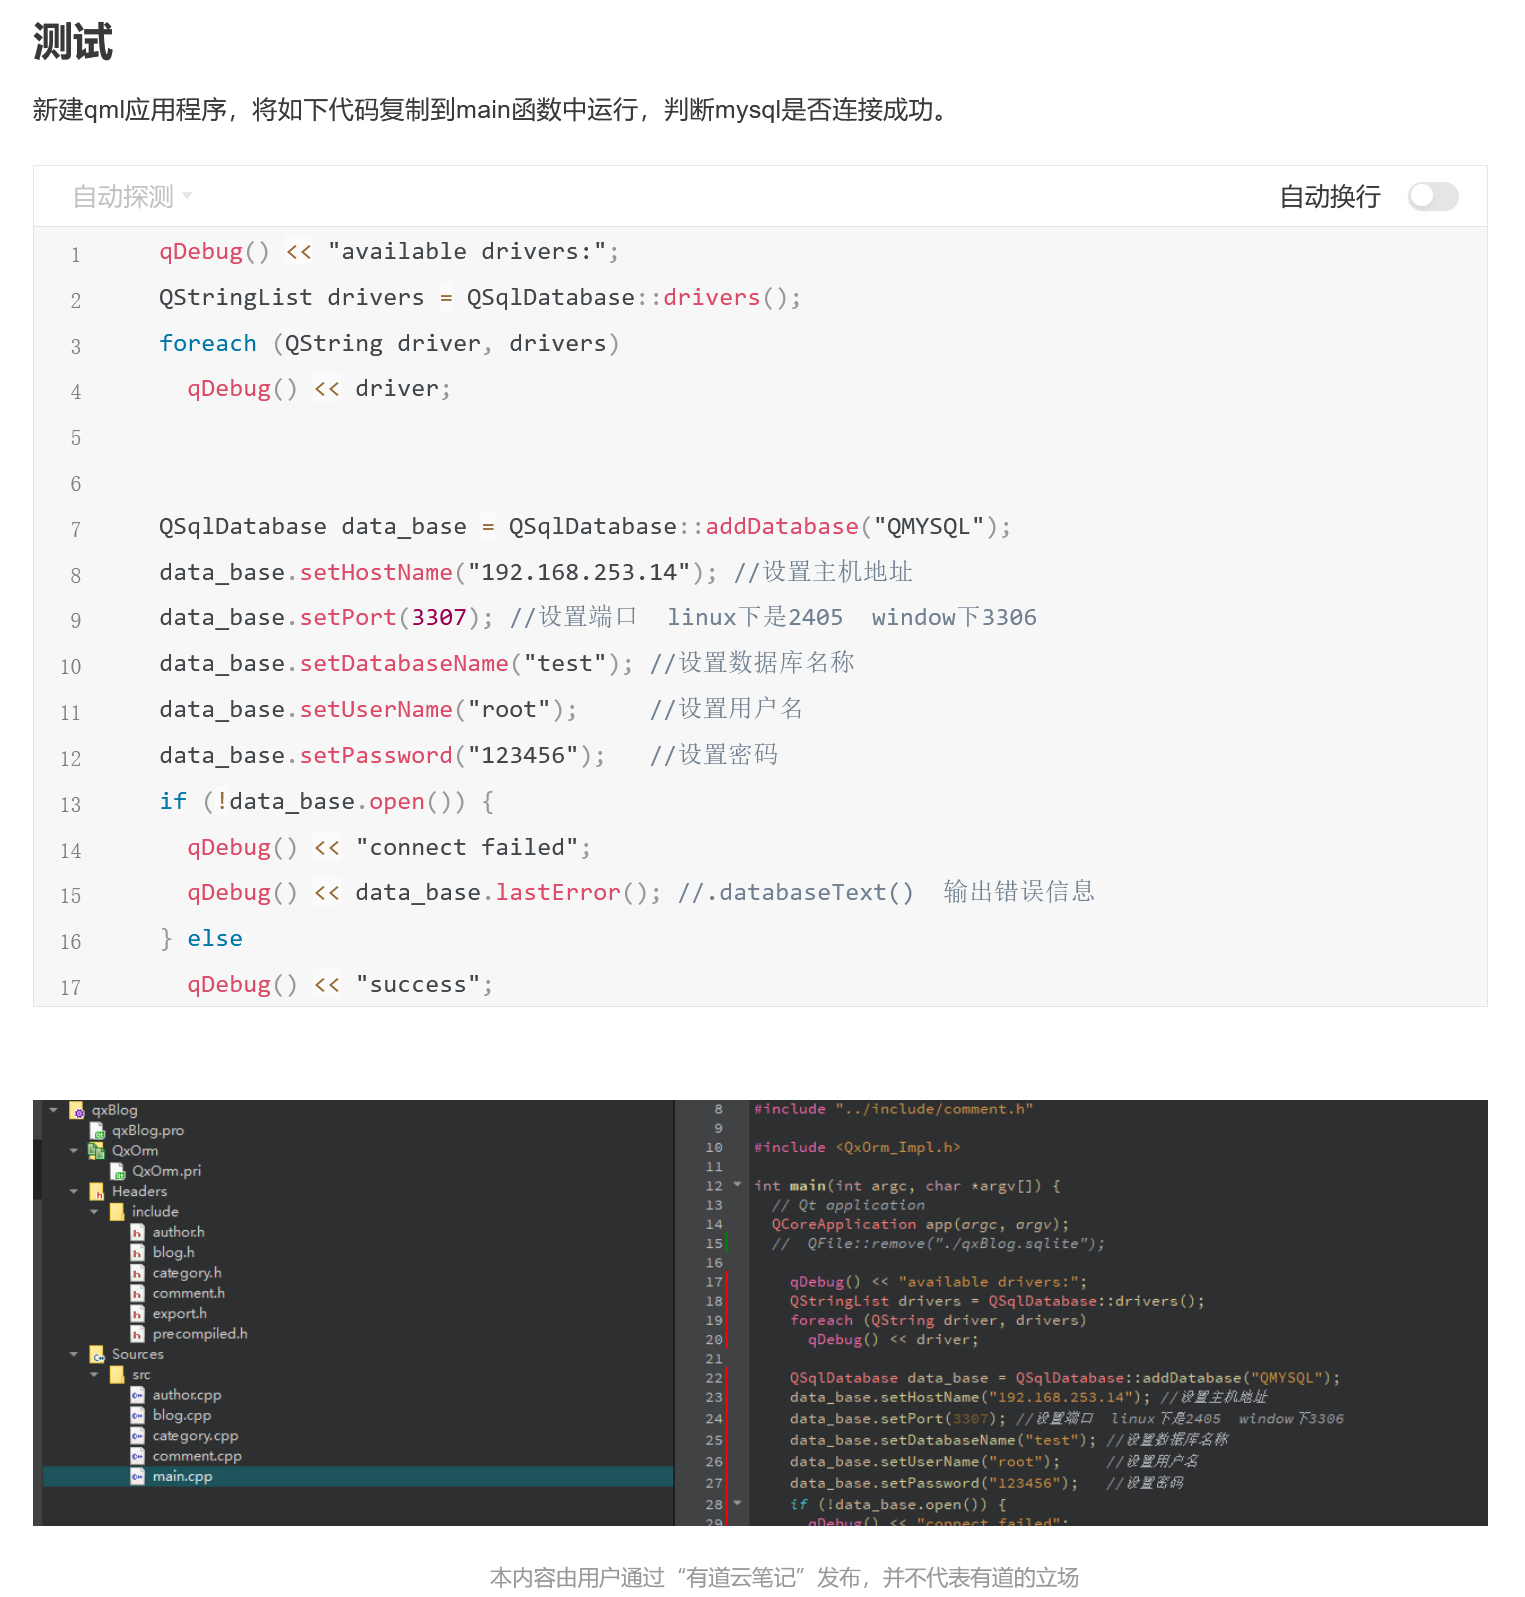 测试
新建qml应用程序，将如下代码复制到main函数中运行，判断mysql是否连接成功。
自动探测 自动换行
1 qDebug() << "available drivers:";
2 QStringList drivers = QSqlDatabase::drivers();
3 foreach (QString driver, drivers)
4 qDebug() << driver;
5
6
7 QSqlDatabase data_base = QSqlDatabase::addDatabase("QMYSQL");
8 data_base.setHostName("192.168.253.14"); //设置主机地址
9 data_base.setPort(3307); //设置端口  linux下是2405  window下3306
10 data_base.setDatabaseName("test"); //设置数据库名称
11 data_base.setUserName("root");     //设置用户名
12 data_base.setPassword("123456");   //设置密码
13 if (!data_base.open()) {
14 qDebug() << "connect failed";
15 qDebug() << data_base.lastError(); //.databaseText()  输出错误信息
16 } else
17 qDebug() << "success";
qxBlog
qxBlog.pro
QxOrm
QxOrm.pri
Headers
include
author.h
blog.h
category.h
comment.h
export.h
precompiled.h
Sources
src
author.cpp
blog.cpp
category.cpp
comment.cpp
main.cpp
8 #include "../include/comment.h"
9
10 #include <QxOrm_Impl.h>
11
12 int main(int argc, char *argv[]) {
13 // Qt application
14 QCoreApplication app(argc, argv);
15 //  QFile::remove("./qxBlog.sqlite");
16
17 qDebug() << "available drivers:";
18 QStringList drivers = QSqlDatabase::drivers();
19 foreach (QString driver, drivers)
20 qDebug() << driver;
21
22 QSqlDatabase data_base = QSqlDatabase::addDatabase("QMYSQL");
23 data_base.setHostName("192.168.253.14"); //设置主机地址
24 data_base.setPort(3307); //设置端口  linux下是2405  window下3306
25 data_base.setDatabaseName("test"); //设置数据库名称
26 data_base.setUserName("root");     //设置用户名
27 data_base.setPassword("123456");   //设置密码
28 if (!data_base.open()) {
29 qDebug() << "connect failed";
本内容由用户通过“有道云笔记”发布，并不代表有道的立场